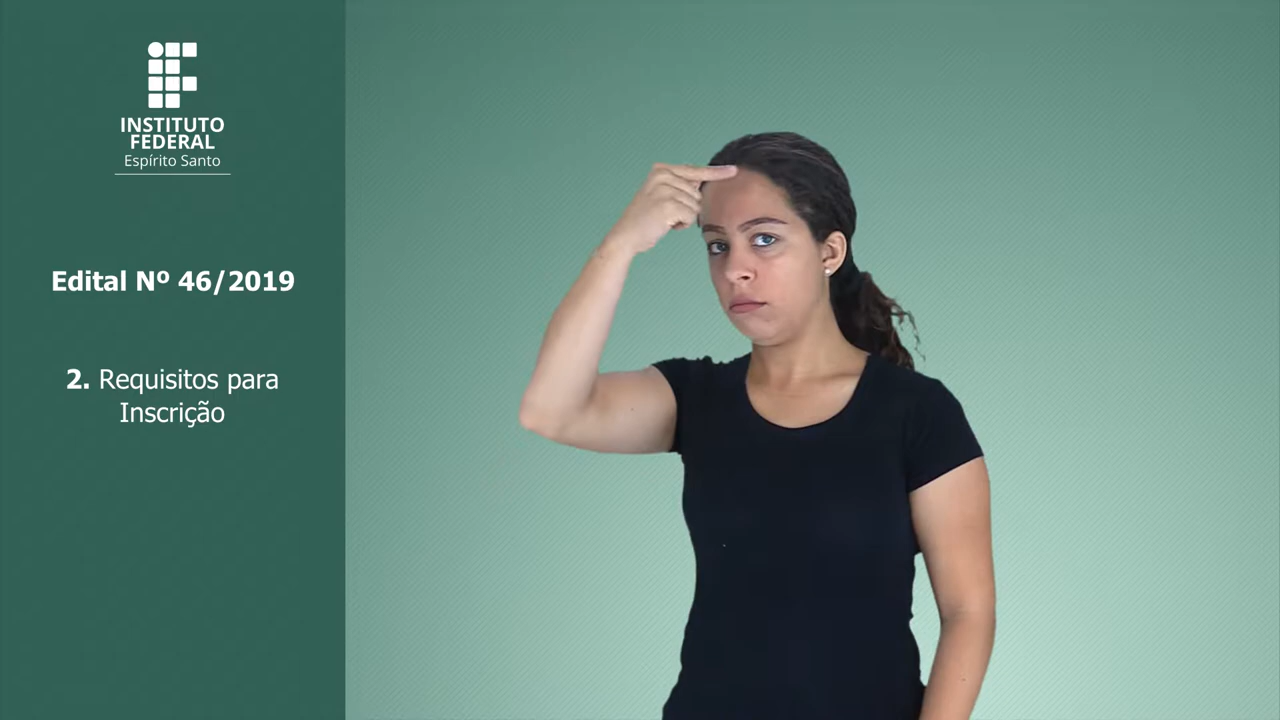 INSTITUTO
FEDERAL
Espírito Santo
Edital Nº 46/2019
2. Requisitos para
Inscrição